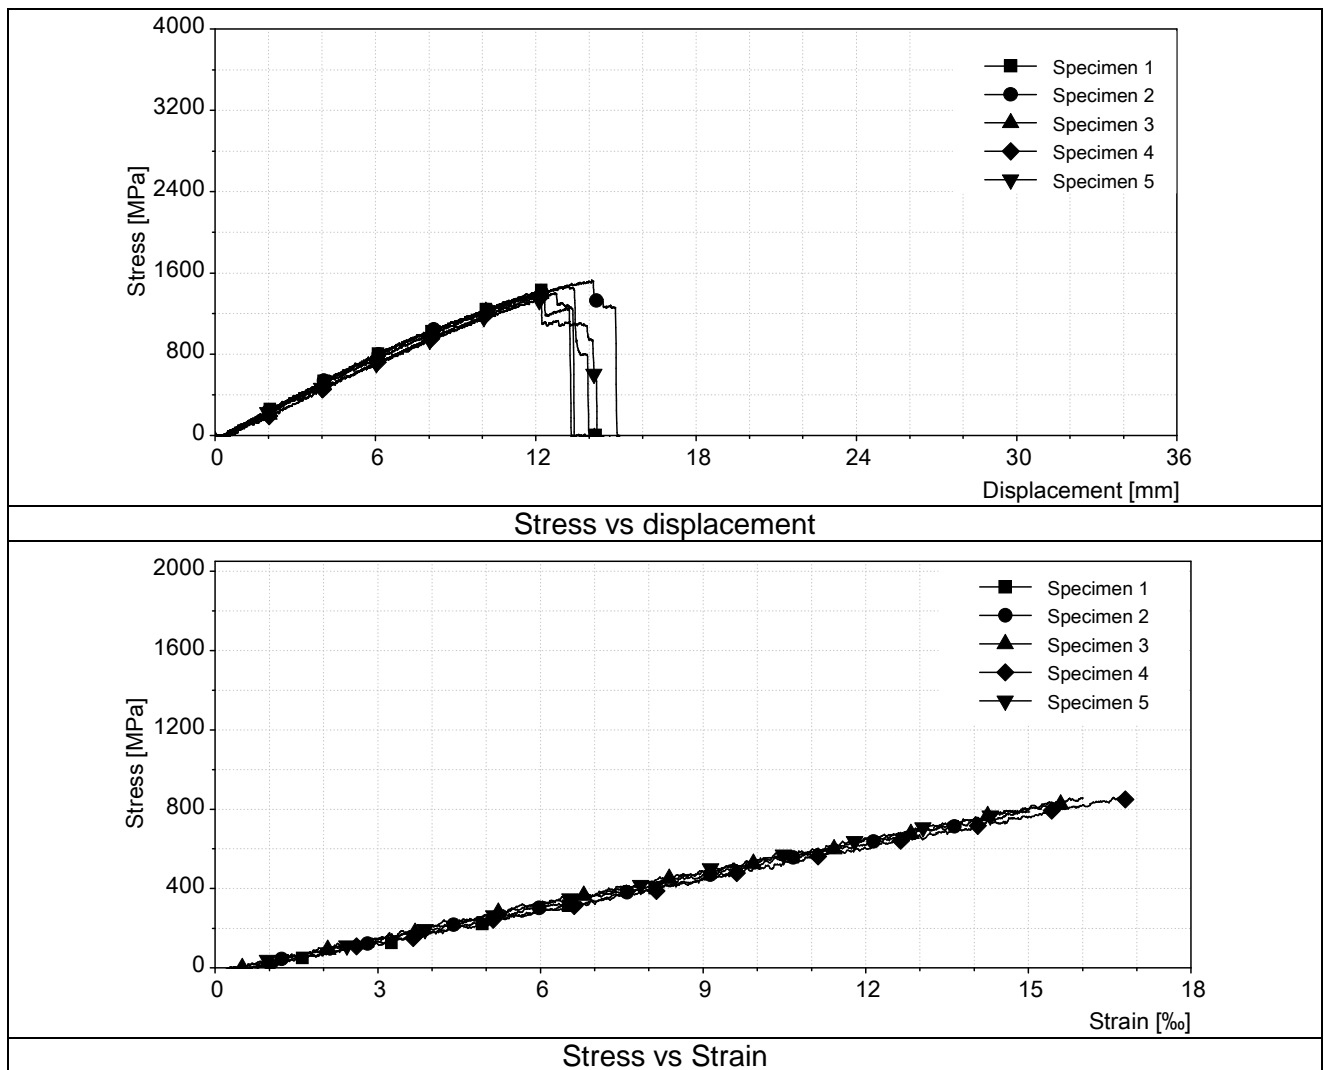 4000
3200
2400
1600
800
0
Stress [MPa]
Specimen 1
Specimen 2
Specimen 3
Specimen 4
Specimen 5
0 6 12 18 24 30 36
Displacement [mm]
Stress vs displacement
2000
1600
1200
800
400
0
Stress [MPa]
Specimen 1
Specimen 2
Specimen 3
Specimen 4
Specimen 5
0 3 6 9 12 15 18
Strain [‰]
Stress vs Strain